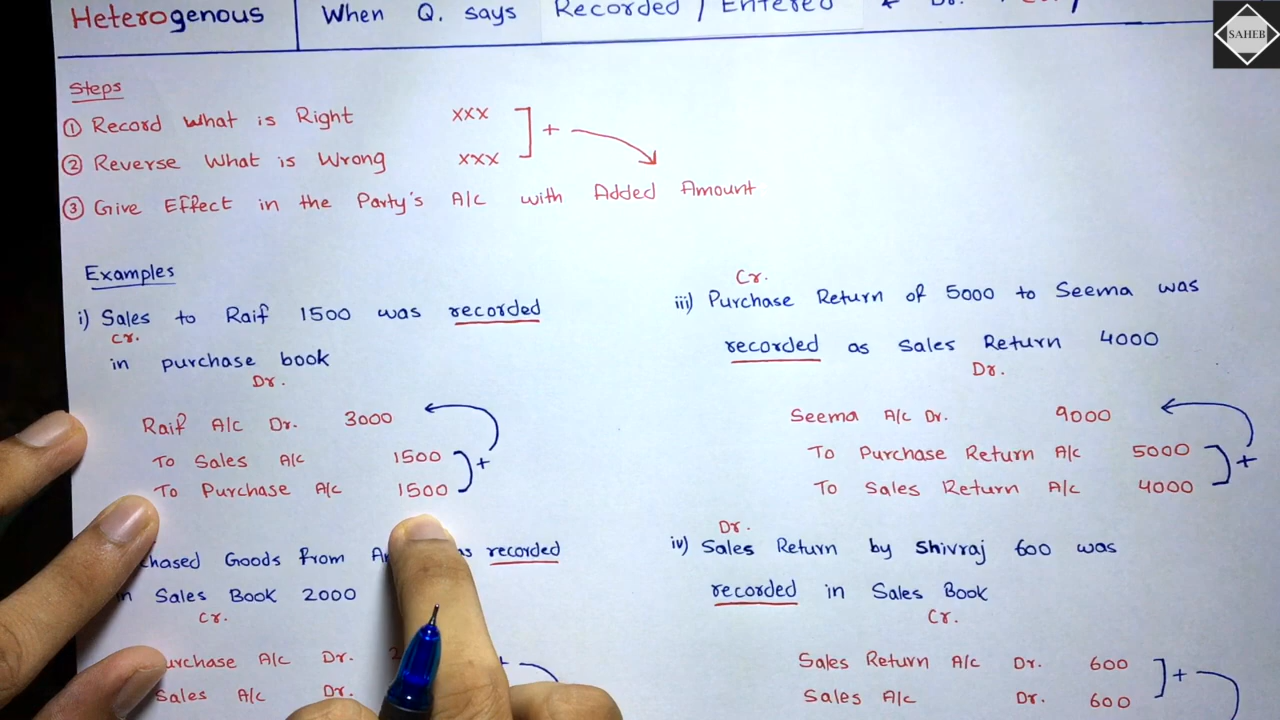 Heterogenous When Q. says Recorded / Entered
SAHEB
Steps
① Record what is Right xxx
+
② Reverse What is Wrong xxx
③ Give Effect in the Party's A/c with Added Amount
Examples
i) Sales to Raif 1500 was recorded
Cr.
in purchase book
Dr.
Raif A/c Dr. 3000
To Sales A/c 1500
+
To Purchase A/c 1500
chased Goods from recorded
Sales Book 2000
Cr.
urchase A/c Dr.
Sales A/c Dr.
Cr.
iii) Purchase Return of 5000 to Seema was
recorded as Sales Return 4000
Dr.
Seema A/c Dr. 9000
To Purchase Return A/c 5000
+
To Sales Return A/c 4000
Dr.
iv) Sales Return by Shivraj 600 was
recorded in Sales Book
Cr.
Sales Return A/c Dr. 600
+
Sales A/c Dr. 600